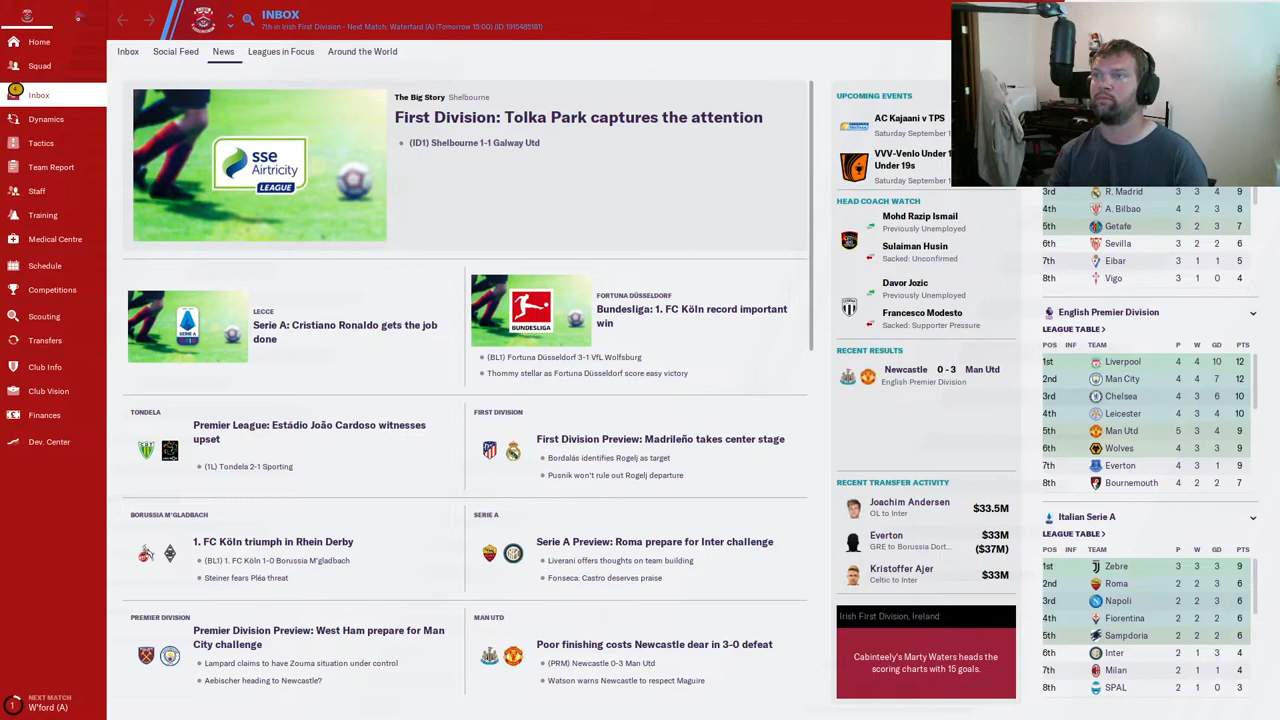 INBOX
7th in Irish First Division - Next Match: Waterford (A) (Tomorrow 15:00) (ID:1915485181)
Home
Squad
4
Inbox
Dynamics
Tactics
Team Report
Staff
Training
Medical Centre
Schedule
Competitions
Scouting
Transfers
Club Info
Club Vision
Finances
Dev. Center
1
NEXT MATCH
W'ford (A)
Inbox
Social Feed
News
Leagues in Focus
Around the World
sse
Airtricity
LEAGUE
The Big Story Shelbourne
First Division: Tolka Park captures the attention
(ID1) Shelbourne 1-1 Galway Utd
SERIE A
LECCE
Serie A: Cristiano Ronaldo gets the job
done
BUNDESLIGA
FORTUNA DÜSSELDORF
Bundesliga: 1. FC Köln record important
win
(BL1) Fortuna Düsseldorf 3-1 VfL Wolfsburg
Thommy stellar as Fortuna Düsseldorf score easy victory
TONDELA
Premier League: Estádio João Cardoso witnesses
upset
(1L) Tondela 2-1 Sporting
FIRST DIVISION
First Division Preview: Madrileño takes center stage
Bordalás identifies Rogelj as target
Pusnik won't rule out Rogelj departure
BORUSSIA M'GLADBACH
1. FC Köln triumph in Rhein Derby
(BL1) 1. FC Köln 1-0 Borussia M'gladbach
Steiner fears Pléa threat
SERIE A
Serie A Preview: Roma prepare for Inter challenge
Liverani offers thoughts on team building
Fonseca: Castro deserves praise
PREMIER DIVISION
Premier Division Preview: West Ham prepare for Man
City challenge
Lampard claims to have Zouma situation under control
Aebischer heading to Newcastle?
MAN UTD
Poor finishing costs Newcastle dear in 3-0 defeat
(PRM) Newcastle 0-3 Man Utd
Watson warns Newcastle to respect Maguire
UPCOMING EVENTS
AC Kajaani v TPS
Saturday September 1
VVV-Venlo Under 1
Under 19s
Saturday September 1
HEAD COACH WATCH
Mohd Razip Ismail
Previously Unemployed
Sulaiman Husin
Sacked: Unconfirmed
Davor Jozic
Previously Unemployed
Francesco Modesto
Sacked: Supporter Pressure
RECENT RESULTS
Newcastle 0 - 3 Man Utd
English Premier Division
RECENT TRANSFER ACTIVITY
Joachim Andersen
OL to Inter
$33.5M
Everton
GRE to Borussia Dort...
$33M
($37M)
Kristoffer Ajer
Celtic to Inter
$33M
Irish First Division, Ireland
Cabinteely's Marty Waters heads the
scoring charts with 15 goals.
3rd R. Madrid 3 3 4 9
4th A. Bilbao 4 2 3 8
5th Getafe 3 2 3 7
6th Sevilla 3 2 2 6
7th Eibar 3 1 1 5
8th Vigo 3 1 0 4
English Premier Division
LEAGUE TABLE
POS INF TEAM P W GD PTS
1st Liverpool 4 4 10 12
2nd Man City 4 4 7 12
3rd Chelsea 4 3 6 10
4th Leicester 4 3 4 10
5th Man Utd 5 3 4 9
6th Wolves 4 3 3 9
7th Everton 4 3 1 9
8th Bournemouth 4 2 2 7
Italian Serie A
LEAGUE TABLE
POS INF TEAM P W GD PTS
1st Zebre 3 3 3 9
2nd Roma 2 2 3 6
3rd Napoli 2 2 3 6
4th Fiorentina 2 2 2 6
5th Sampdoria 2 2 2 6
6th Inter 2 1 3 4
7th Milan 2 1 1 4
8th SPAL 2 1 0 3